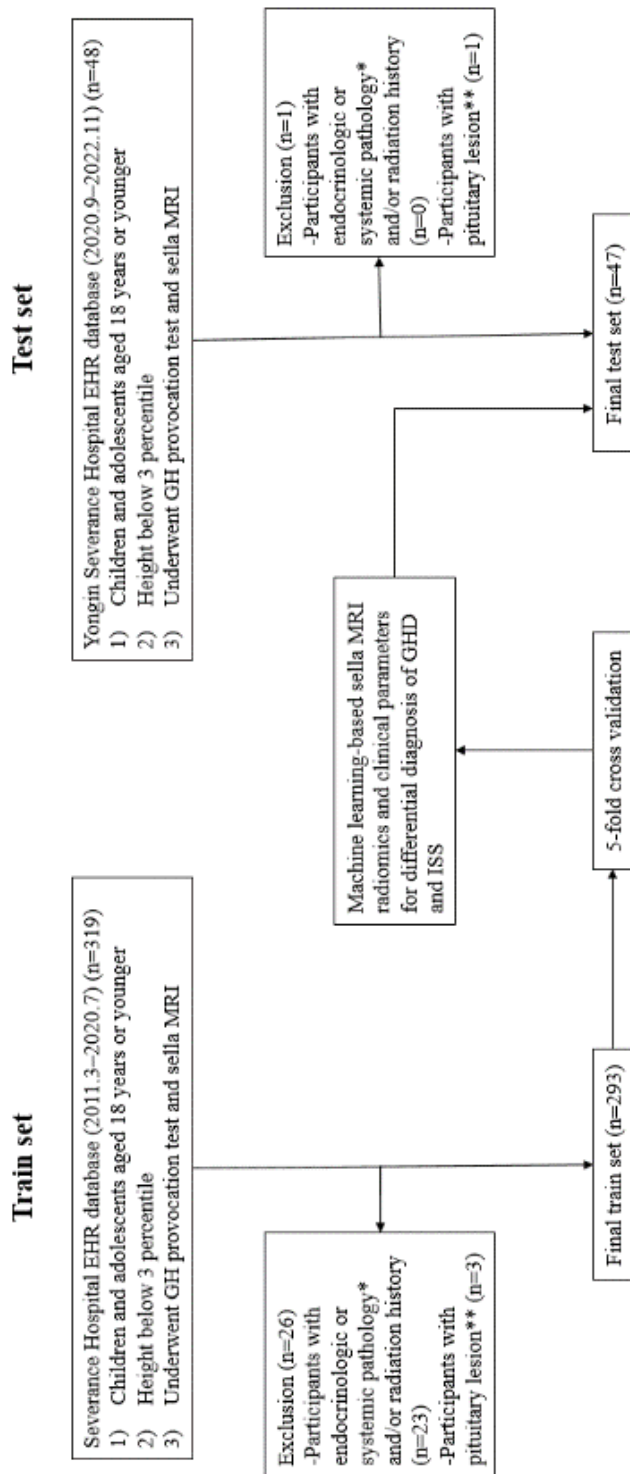 Train set
Severance Hospital EHR database (2011.3–2020.7) (n=319)
1) Children and adolescents aged 18 years or younger
2) Height below 3 percentile
3) Underwent GH provocation test and sella MRI
Exclusion (n=26)
-Participants with
endocrinologic or
systemic pathology*
and/or radiation history
(n=23)
-Participants with
pituitary lesion** (n=3)
Final train set (n=293)
5-fold cross validation
Machine learning-based sella MRI
radiomics and clinical parameters
for differential diagnosis of GHD
and ISS
Test set
Yongin Severance Hospital EHR database (2020.9–2022.11) (n=48)
1) Children and adolescents aged 18 years or younger
2) Height below 3 percentile
3) Underwent GH provocation test and sella MRI
Exclusion (n=1)
-Participants with
endocrinologic or
systemic pathology*
and/or radiation history
(n=0)
-Participants with
pituitary lesion** (n=1)
Final test set (n=47)